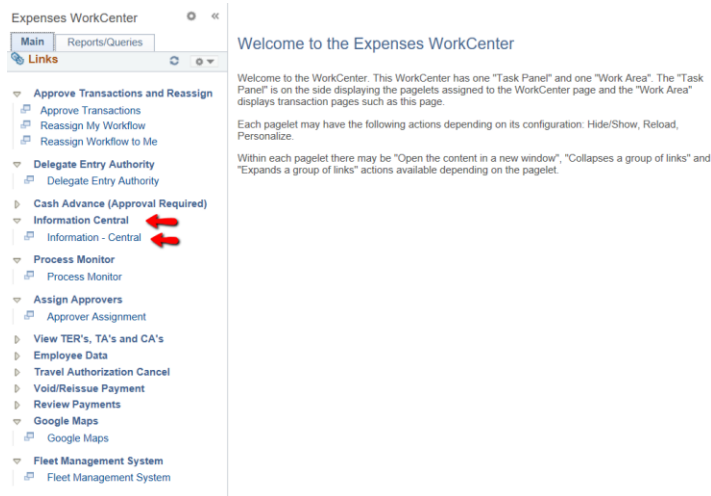 Expenses WorkCenter
Main
Reports/Queries
Links
Approve Transactions and Reassign
Approve Transactions
Reassign My Workflow
Reassign Workflow to Me
Delegate Entry Authority
Delegate Entry Authority
Cash Advance (Approval Required)
Information Central
Information - Central
Process Monitor
Process Monitor
Assign Approvers
Approver Assignment
View TER's, TA's and CA's
Employee Data
Travel Authorization Cancel
Void/Reissue Payment
Review Payments
Google Maps
Google Maps
Fleet Management System
Fleet Management System
Welcome to the Expenses WorkCenter
Welcome to the WorkCenter. This WorkCenter has one "Task Panel" and one "Work Area". The "Task
Panel" is on the side displaying the pagelets assigned to the WorkCenter page and the "Work Area"
displays transaction pages such as this page.
Each pagelet may have the following actions depending on its configuration: Hide/Show, Reload,
Personalize.
Within each pagelet there may be "Open the content in a new window", "Collapses a group of links" and
"Expands a group of links" actions available depending on the pagelet.